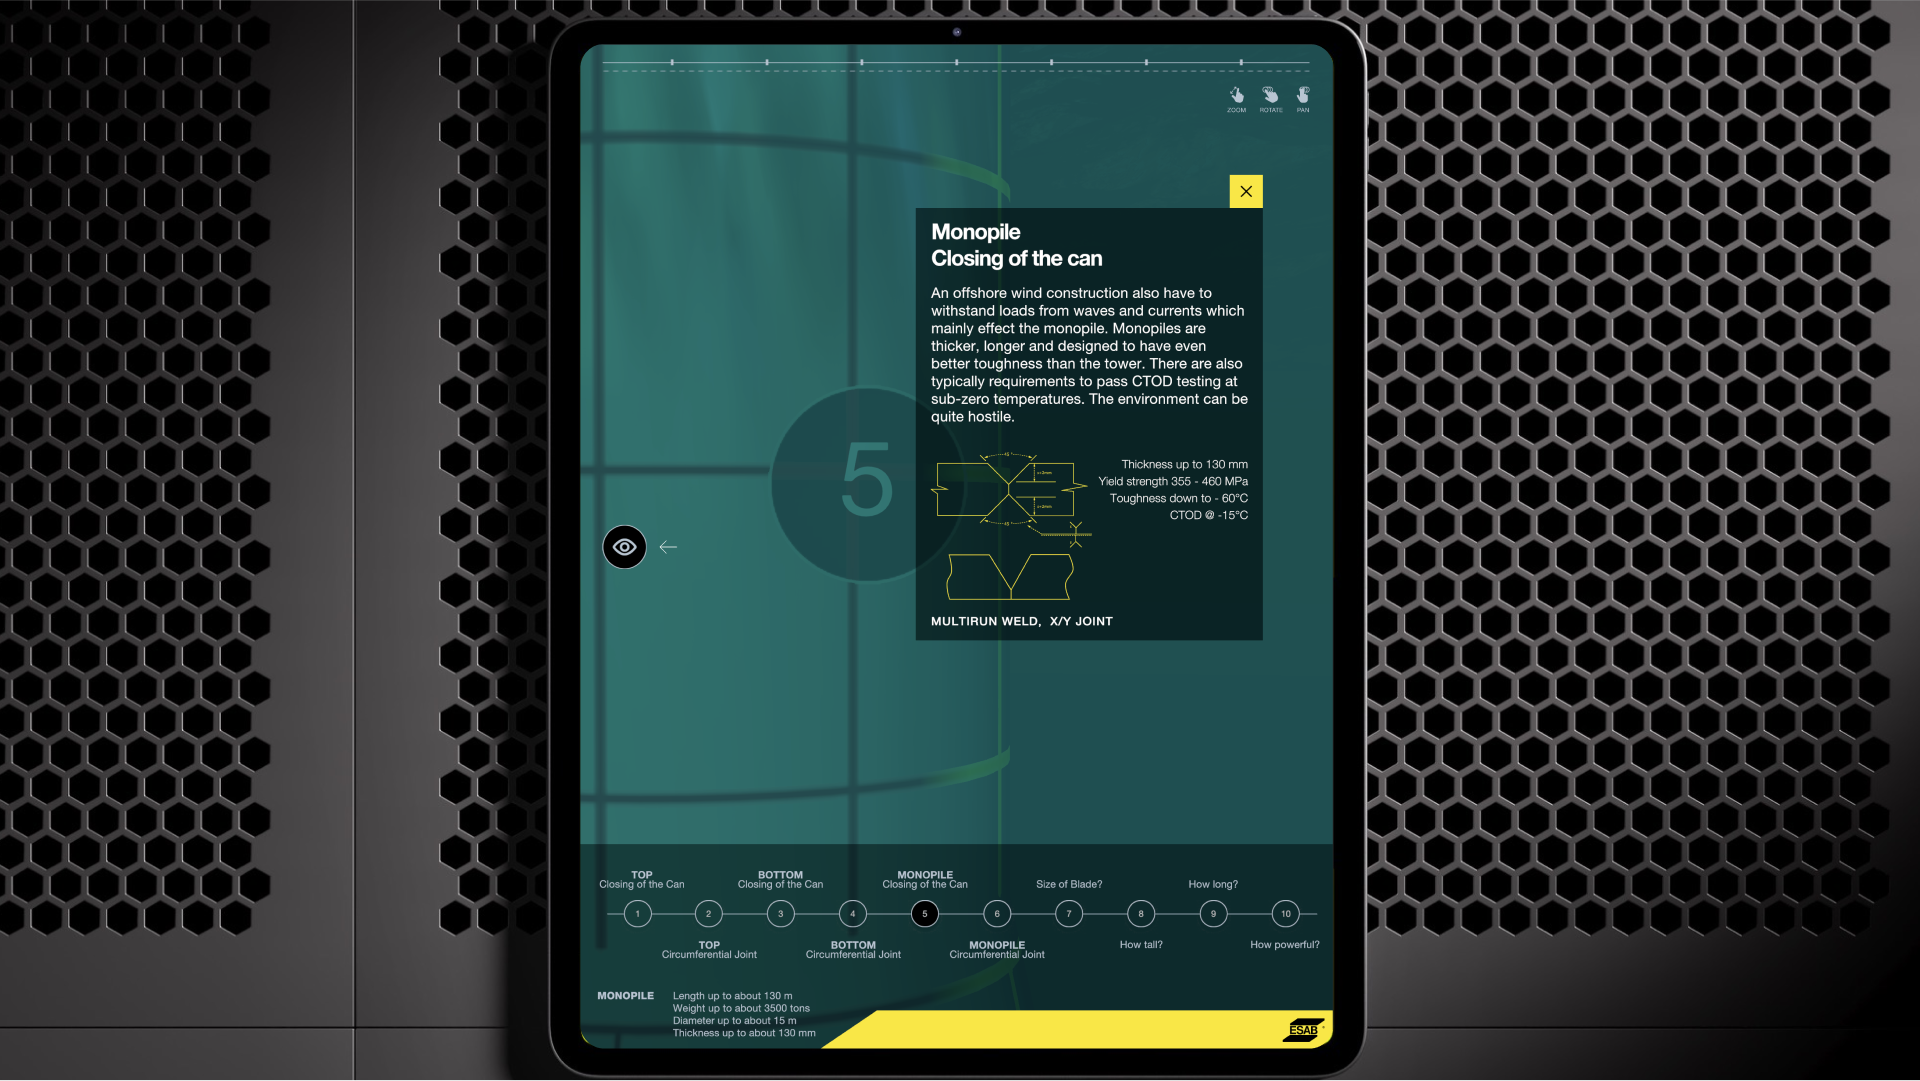 ZOOM ROTATE PAN
Monopile
Closing of the can
An offshore wind construction also have to
withstand loads from waves and currents which
mainly effect the monopile. Monopiles are
thicker, longer and designed to have even
better toughness than the tower. There are also
typically requirements to pass CTOD testing at
sub-zero temperatures. The environment can be
quite hostile.
5
Thickness up to 130 mm
Yield strength 355 - 460 MPa
Toughness down to - 60°C
CTOD @ -15°C
MULTIRUN WELD, X/Y JOINT
TOP
Closing of the Can
BOTTOM
Closing of the Can
MONOPILE
Closing of the Can
Size of Blade?
How long?
1 2 3 4 5 6 7 8 9 10
TOP
Circumferential Joint
BOTTOM
Circumferential Joint
MONOPILE
Circumferential Joint
How tall?
How powerful?
MONOPILE
Length up to about 130 m
Weight up to about 3500 tons
Diameter up to about 15 m
Thickness up to about 130 mm
ESAB